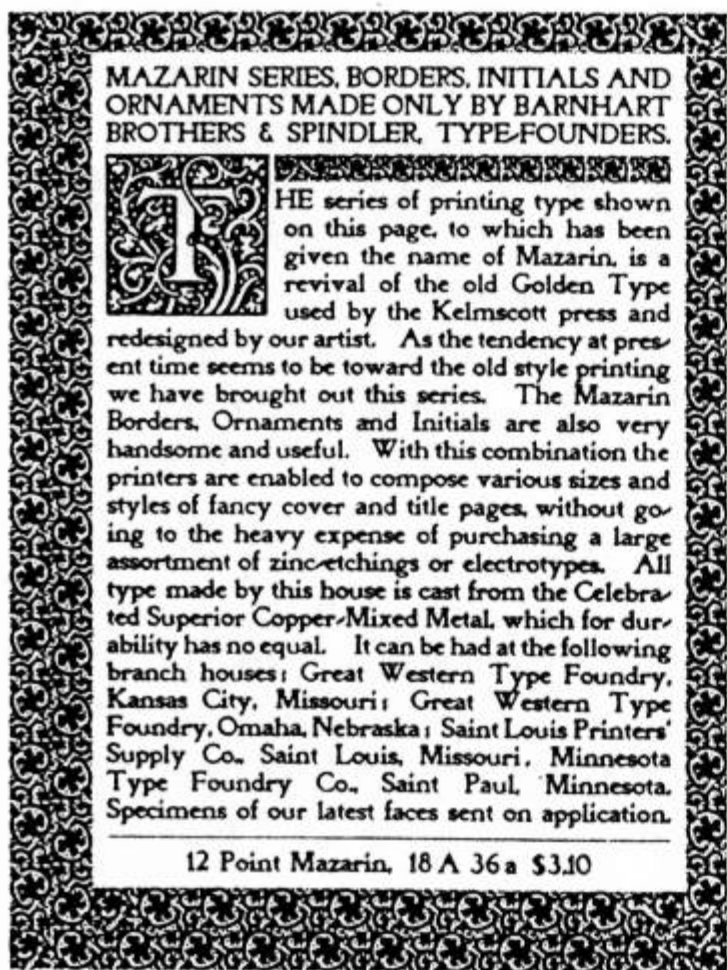 MAZARIN SERIES, BORDERS, INITIALS AND
ORNAMENTS MADE ONLY BY BARNHART
BROTHERS & SPINDLER, TYPE-FOUNDERS.
THE series of printing type shown
on this page, to which has been
given the name of Mazarin, is a
revival of the old Golden Type
used by the Kelmscott press and
redesigned by our artist. As the tendency at pres-
ent time seems to be toward the old style printing
we have brought out this series. The Mazarin
Borders, Ornaments and Initials are also very
handsome and useful. With this combination the
printers are enabled to compose various sizes and
styles of fancy cover and title pages, without go-
ing to the heavy expense of purchasing a large
assortment of zinc-etchings or electrotypes. All
type made by this house is cast from the Celebra-
ted Superior Copper-Mixed Metal, which for dur-
ability has no equal. It can be had at the following
branch houses: Great Western Type Foundry,
Kansas City, Missouri; Great Western Type
Foundry, Omaha, Nebraska; Saint Louis Printers'
Supply Co., Saint Louis, Missouri, Minnesota
Type Foundry Co., Saint Paul, Minnesota.
Specimens of our latest faces sent on application.
12 Point Mazarin, 18 A 36 a $3.10